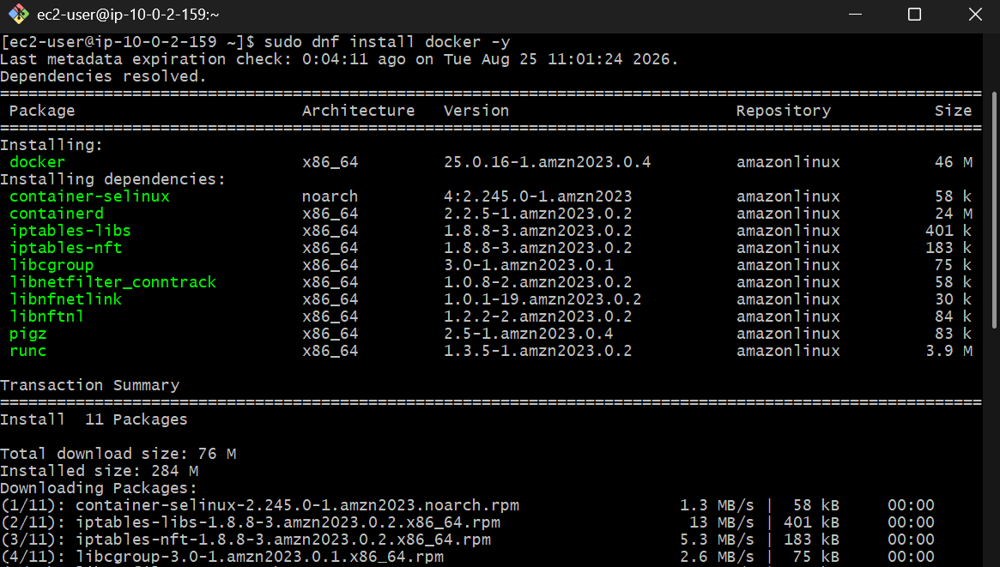 ec2-user@ip-10-0-2-159:~
[ec2-user@ip-10-0-2-159 ~]$ sudo dnf install docker -y
Last metadata expiration check: 0:04:11 ago on Tue Aug 25 11:01:24 2026.
Dependencies resolved.
========================================================================================================
Package Architecture Version Repository Size
========================================================================================================
Installing:
docker x86_64 25.0.16-1.amzn2023.0.4 amazonlinux 46 M
Installing dependencies:
container-selinux noarch 4:2.245.0-1.amzn2023 amazonlinux 58 k
containerd x86_64 2.2.5-1.amzn2023.0.2 amazonlinux 24 M
iptables-libs x86_64 1.8.8-3.amzn2023.0.2 amazonlinux 401 k
iptables-nft x86_64 1.8.8-3.amzn2023.0.2 amazonlinux 183 k
libcgroup x86_64 3.0-1.amzn2023.0.1 amazonlinux 75 k
libnetfilter_conntrack x86_64 1.0.8-2.amzn2023.0.2 amazonlinux 58 k
libnfnetlink x86_64 1.0.1-19.amzn2023.0.2 amazonlinux 30 k
libnftnl x86_64 1.2.2-2.amzn2023.0.2 amazonlinux 84 k
pigz x86_64 2.5-1.amzn2023.0.4 amazonlinux 83 k
runc x86_64 1.3.5-1.amzn2023.0.2 amazonlinux 3.9 M
Transaction Summary
========================================================================================================
Install 11 Packages
Total download size: 76 M
Installed size: 284 M
Downloading Packages:
(1/11): container-selinux-2.245.0-1.amzn2023.noarch.rpm 1.3 MB/s | 58 kB 00:00
(2/11): iptables-libs-1.8.8-3.amzn2023.0.2.x86_64.rpm 13 MB/s | 401 kB 00:00
(3/11): iptables-nft-1.8.8-3.amzn2023.0.2.x86_64.rpm 5.3 MB/s | 183 kB 00:00
(4/11): libcgroup-3.0-1.amzn2023.0.1.x86_64.rpm 2.6 MB/s | 75 kB 00:00